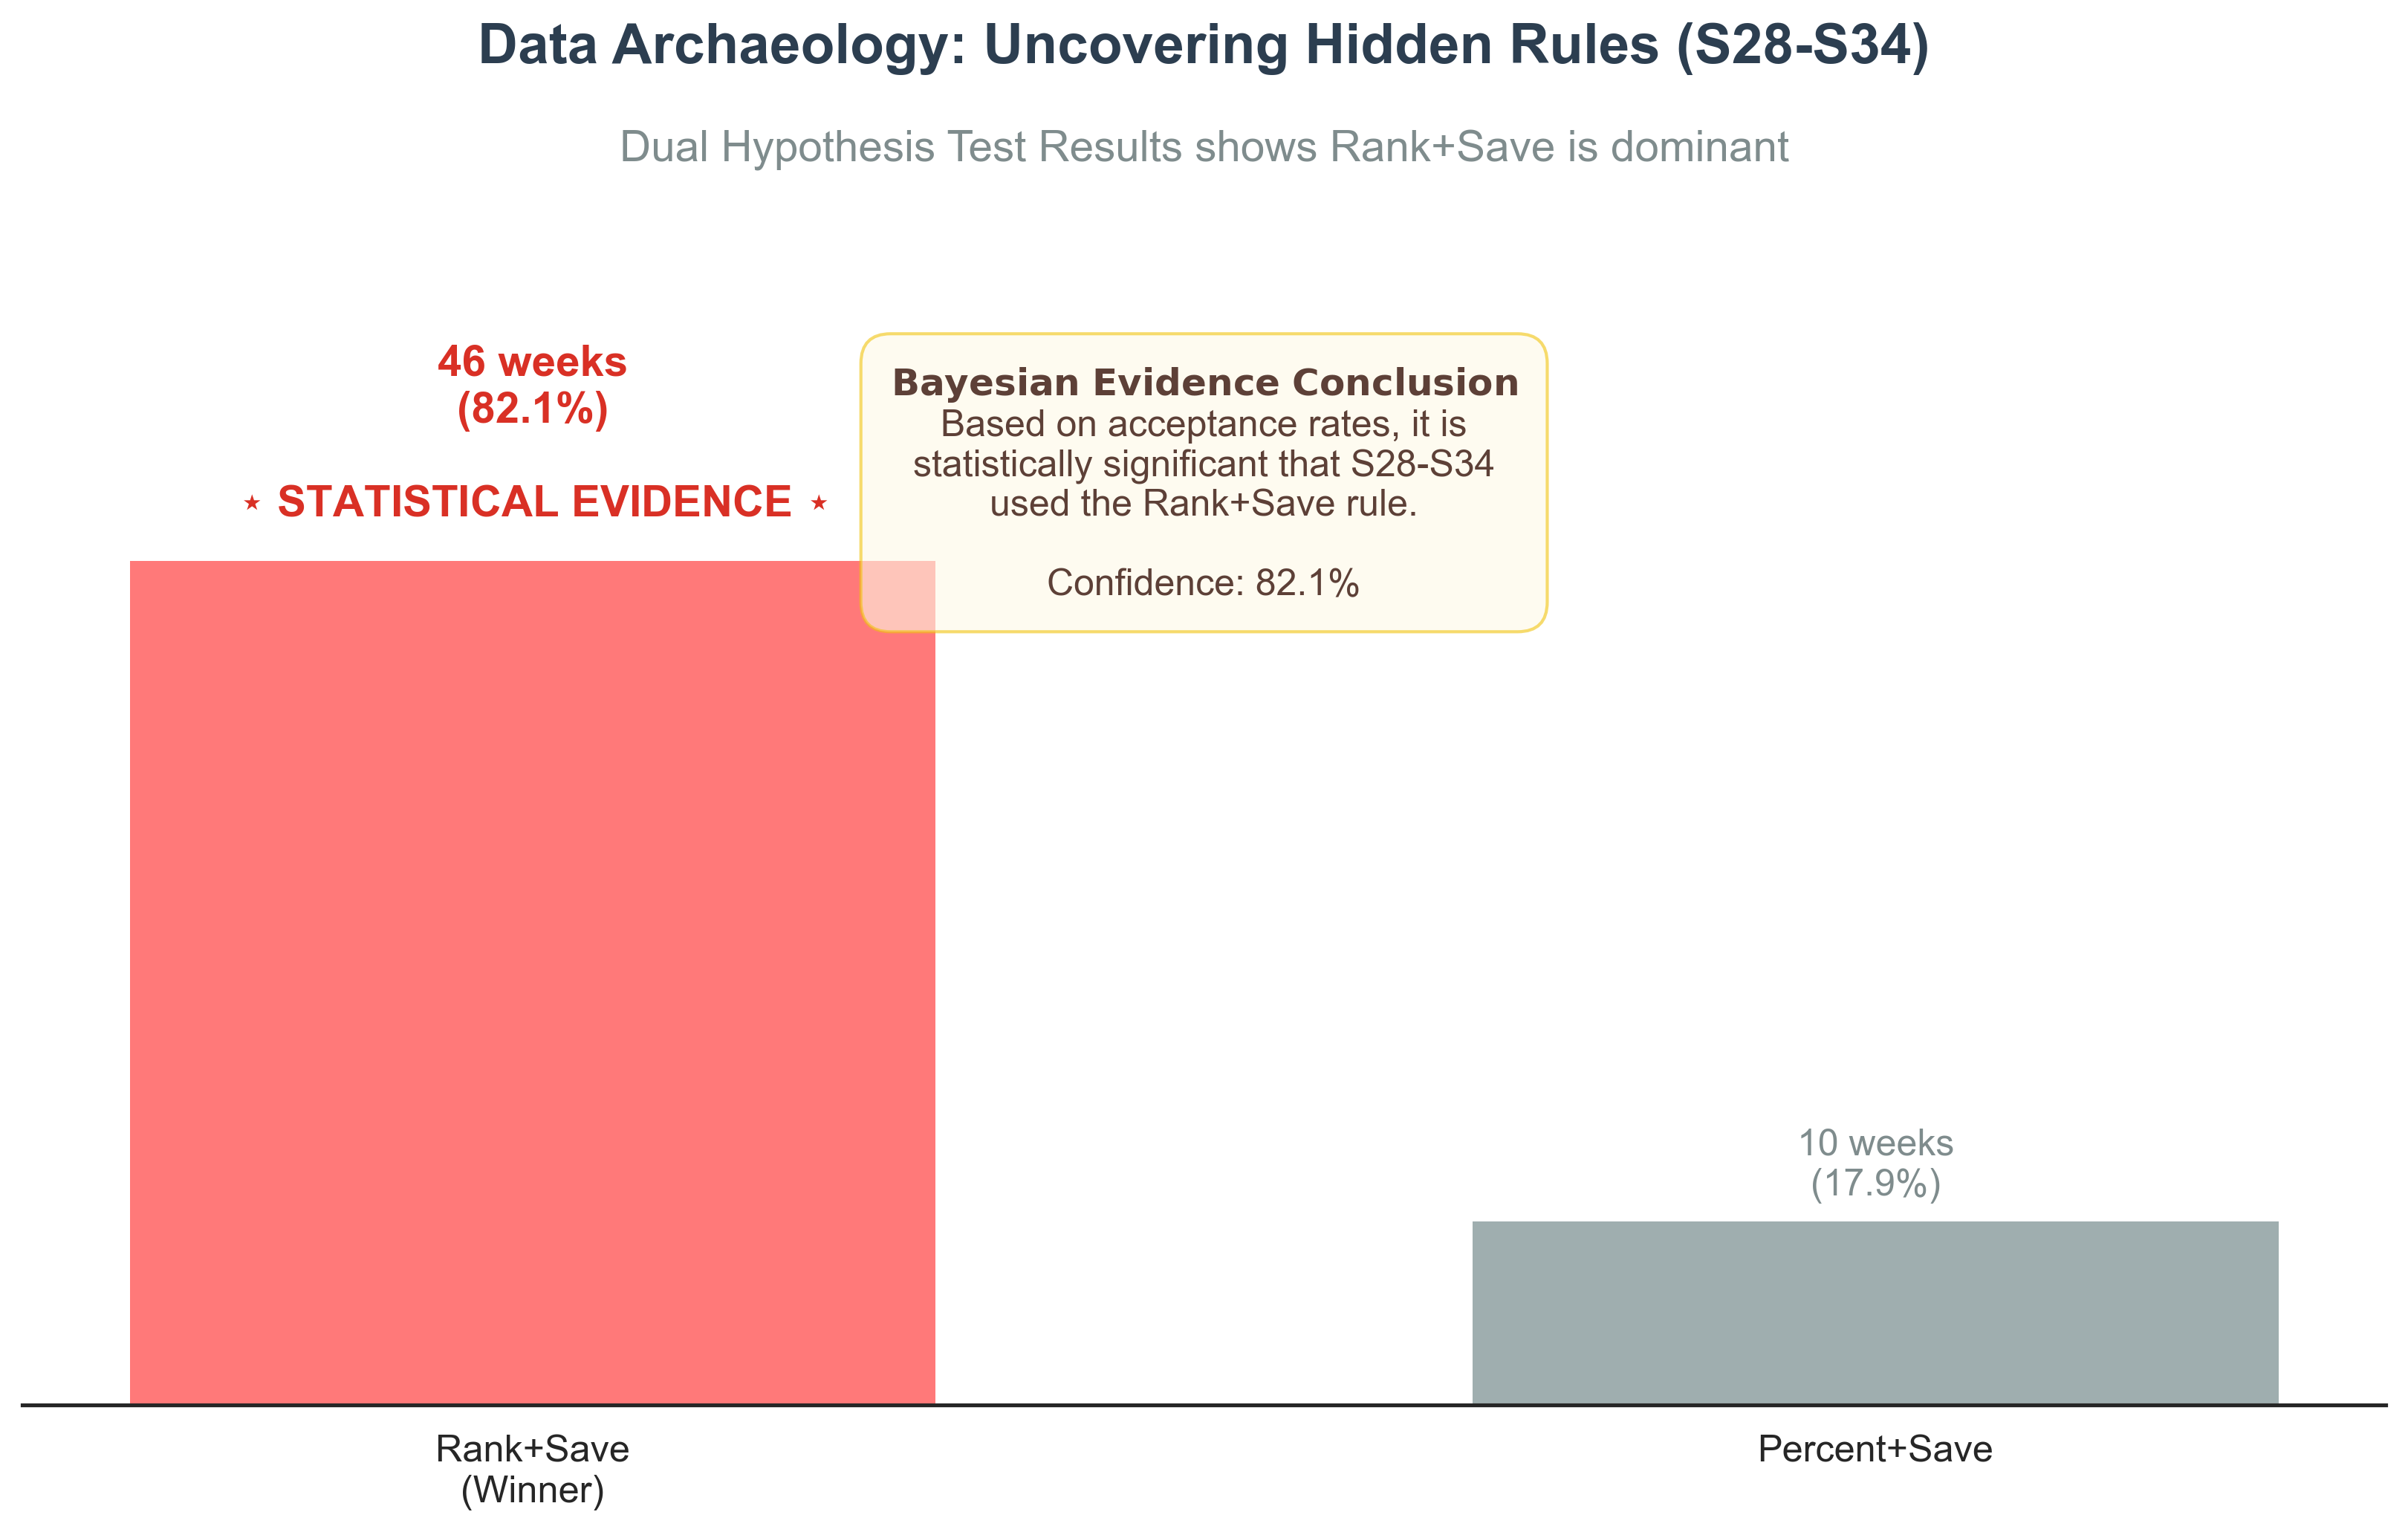 Data Archaeology: Uncovering Hidden Rules (S28-S34)
Dual Hypothesis Test Results shows Rank+Save is dominant
46 weeks
(82.1%)
⋆ STATISTICAL EVIDENCE ⋆
Bayesian Evidence Conclusion
Based on acceptance rates, it is
statistically significant that S28-S34
used the Rank+Save rule.
Confidence: 82.1%
10 weeks
(17.9%)
Rank+Save
(Winner)
Percent+Save